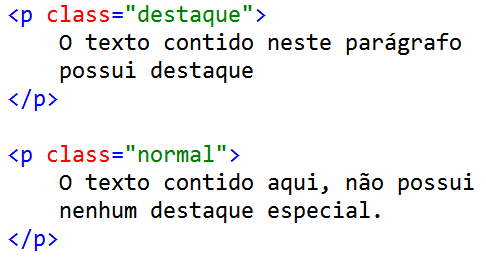 <p class="destaque">
O texto contido neste parágrafo
possui destaque
</p>
<p class="normal">
O texto contido aqui, não possui
nenhum destaque especial.
</p>